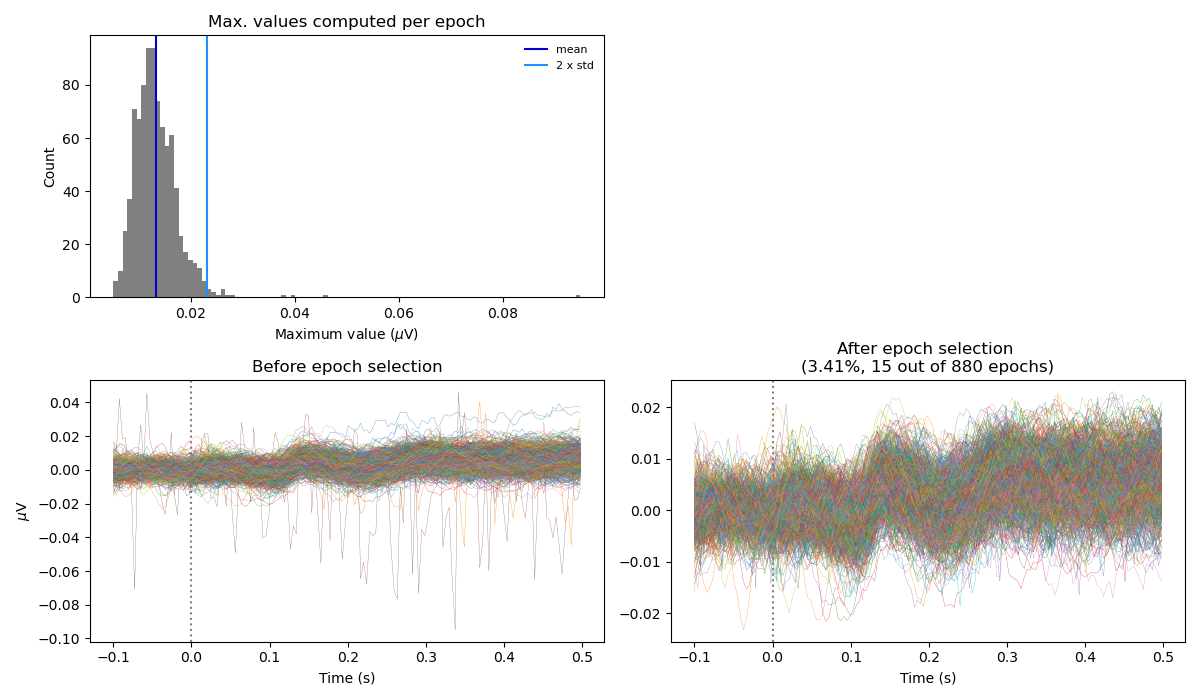 Max. values computed per epoch
mean
2 x std
Count
80
60
40
20
0
0.02 0.04 0.06 0.08
Maximum value (μV)
Before epoch selection
μV
0.04
0.02
0.00
−0.02
−0.04
−0.06
−0.08
−0.10
−0.1 0.0 0.1 0.2 0.3 0.4 0.5
Time (s)
After epoch selection
(3.41%, 15 out of 880 epochs)
0.02
0.01
0.00
−0.01
−0.02
−0.1 0.0 0.1 0.2 0.3 0.4 0.5
Time (s)